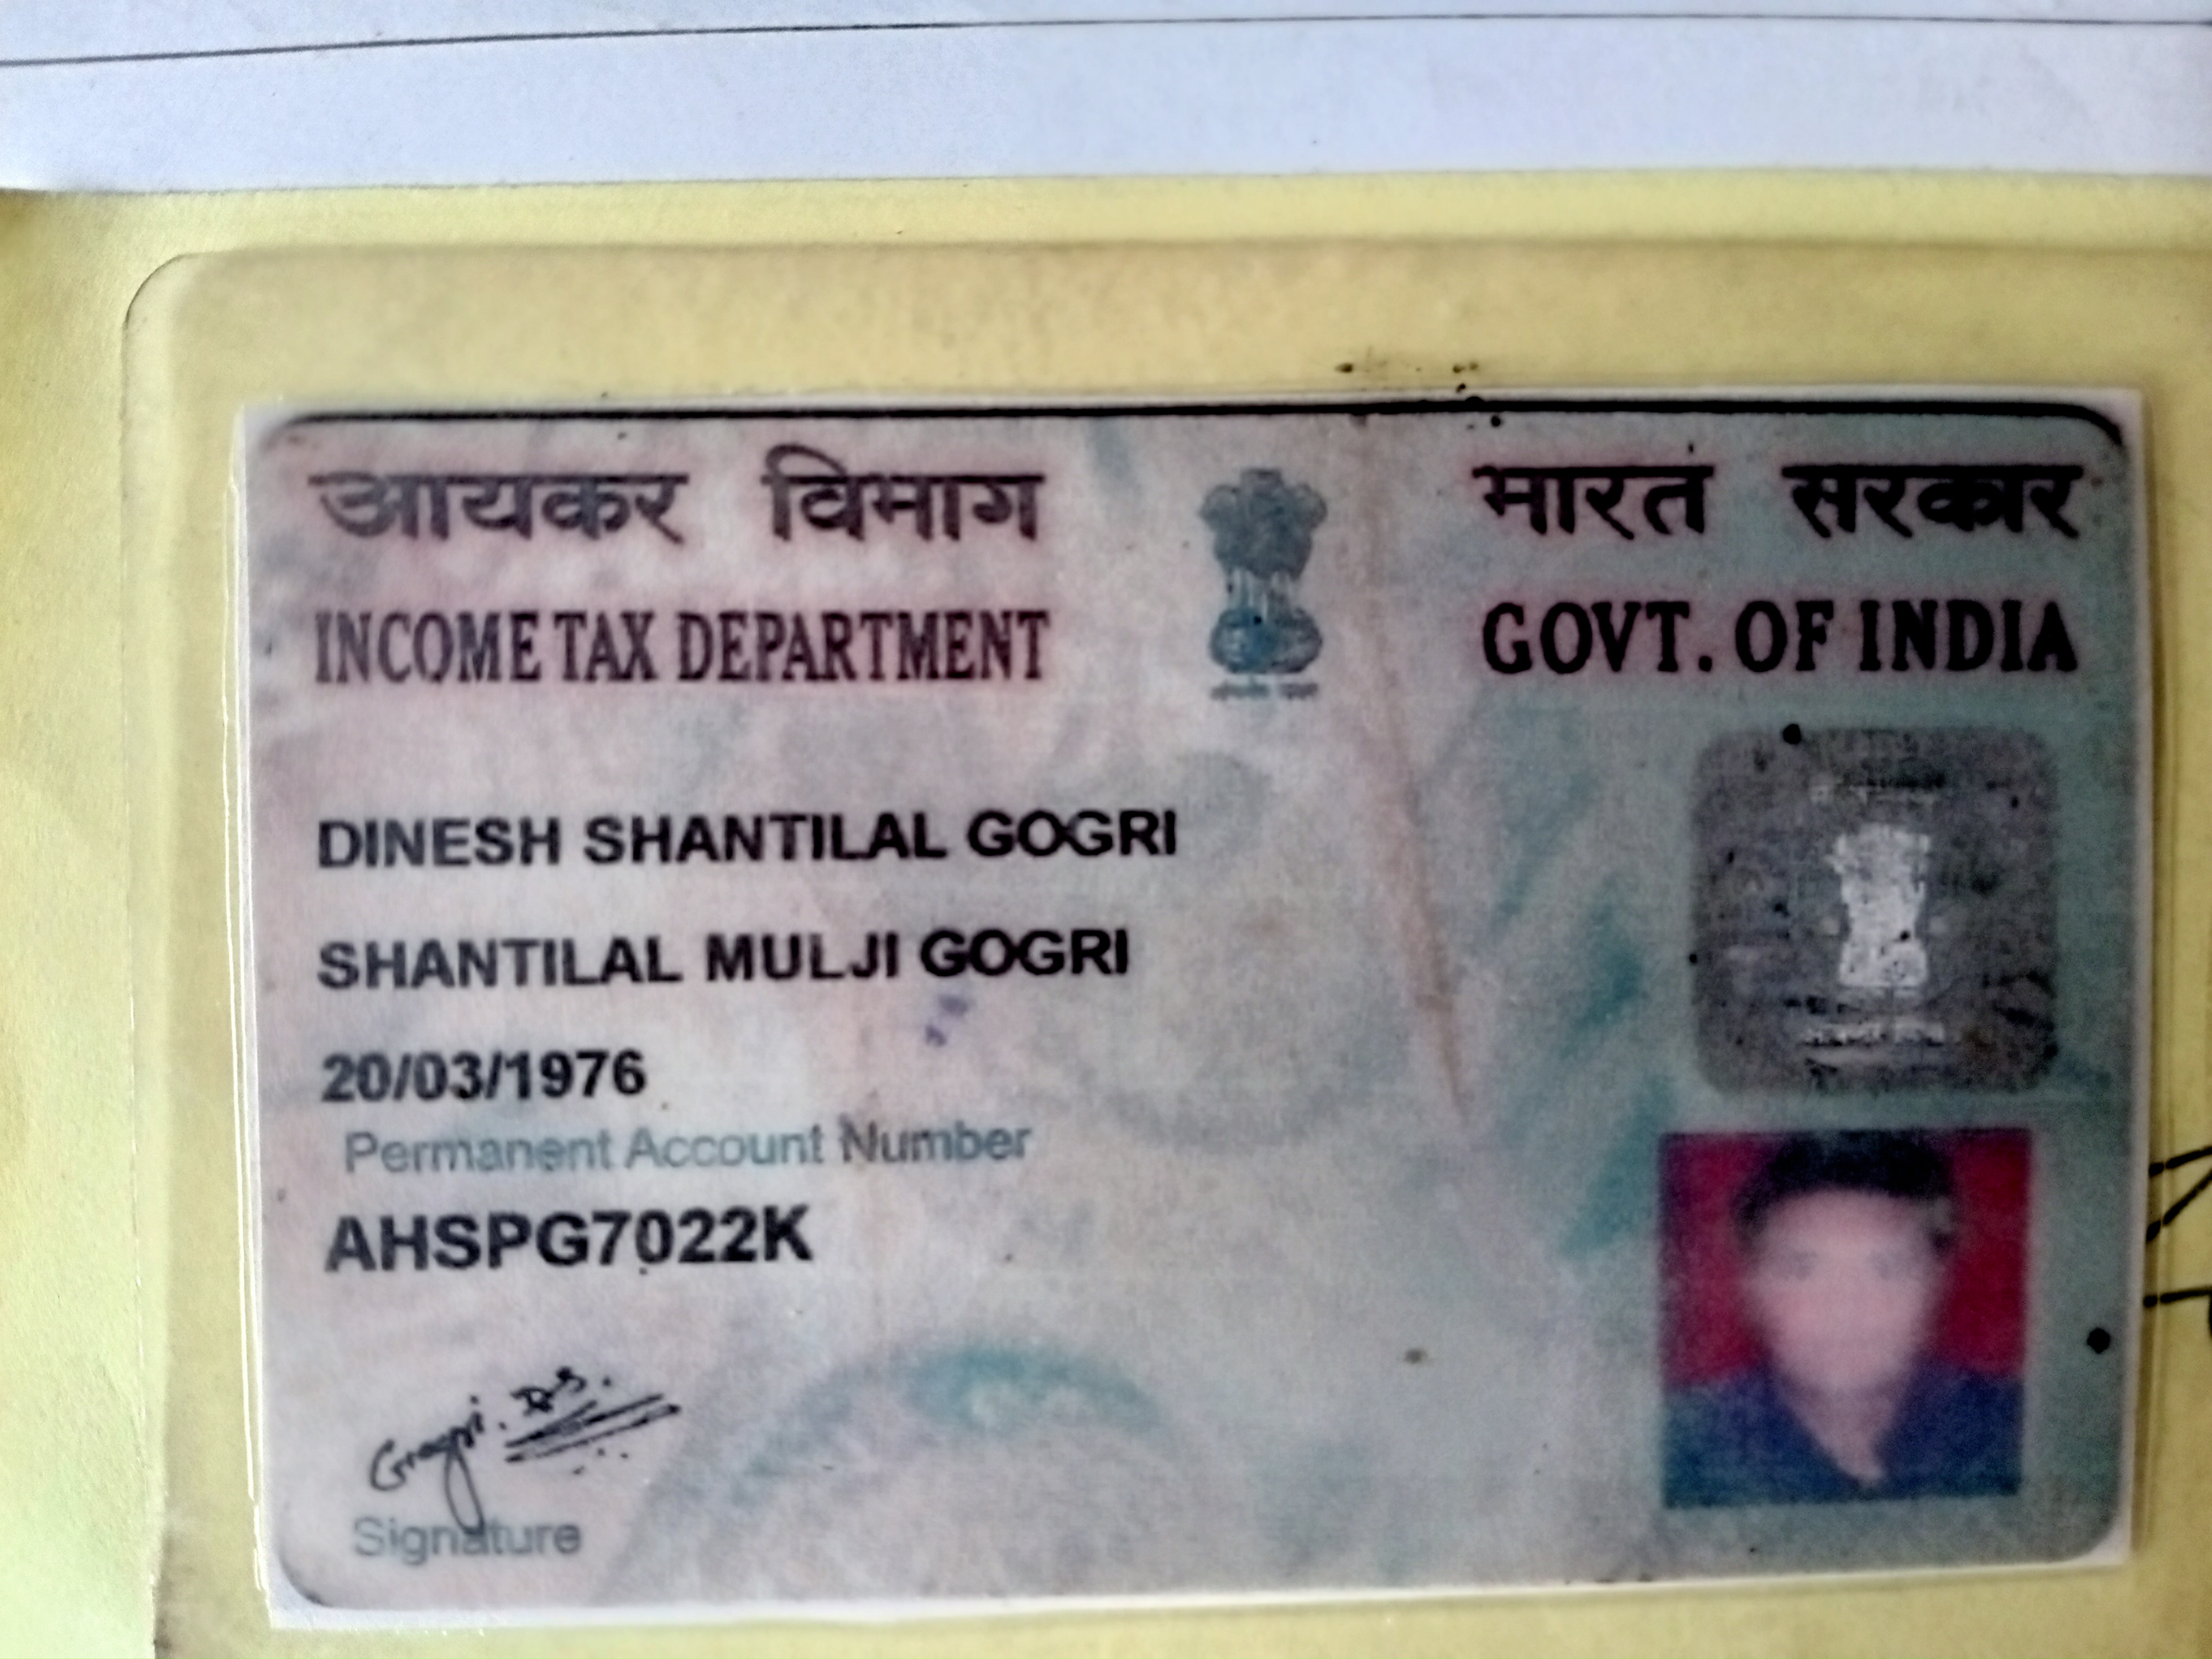 आयकर विभाग
INCOME TAX DEPARTMENT
भारत सरकार
GOVT. OF INDIA
DINESH SHANTILAL GOGRI
SHANTILAL MULJI GOGRI
20/03/1976
Permanent Account Number
AHSPG7022K
Gogri. D.S.
Signature